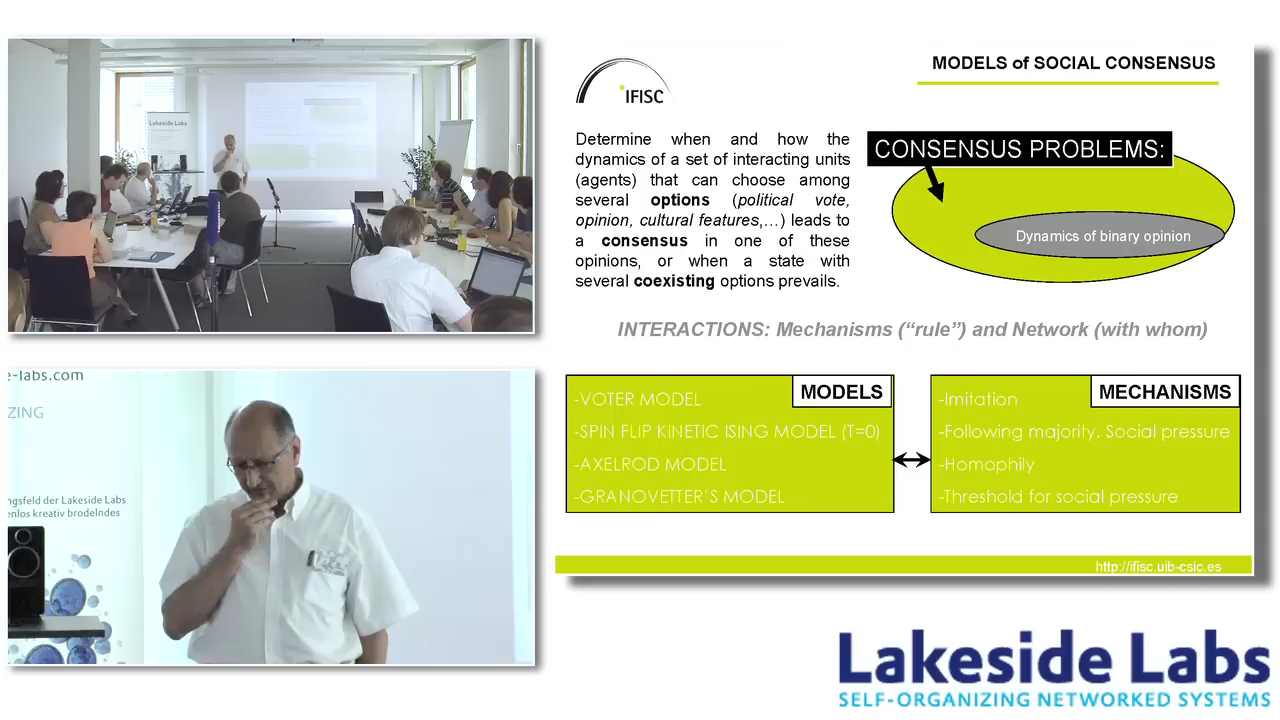 Lakeside Labs
e-labs.com
ZING
ngsfeld der Lakeside Labs
enlos kreativ brodelndes
IFISC
MODELS of SOCIAL CONSENSUS
Determine when and how the
dynamics of a set of interacting units
(agents) that can choose among
several options (political vote,
opinion, cultural features,…) leads to
a consensus in one of these
opinions, or when a state with
several coexisting options prevails.
CONSENSUS PROBLEMS:
Dynamics of binary opinion
INTERACTIONS: Mechanisms (“rule”) and Network (with whom)
MODELS
-VOTER MODEL
-SPIN FLIP KINETIC ISING MODEL (T=0)
-AXELROD MODEL
-GRANOVETTER’S MODEL
MECHANISMS
-Imitation
-Following majority. Social pressure
-Homophily
-Threshold for social pressure
http://ifisc.uib-csic.es
Lakeside Labs
SELF-ORGANIZING NETWORKED SYSTEMS